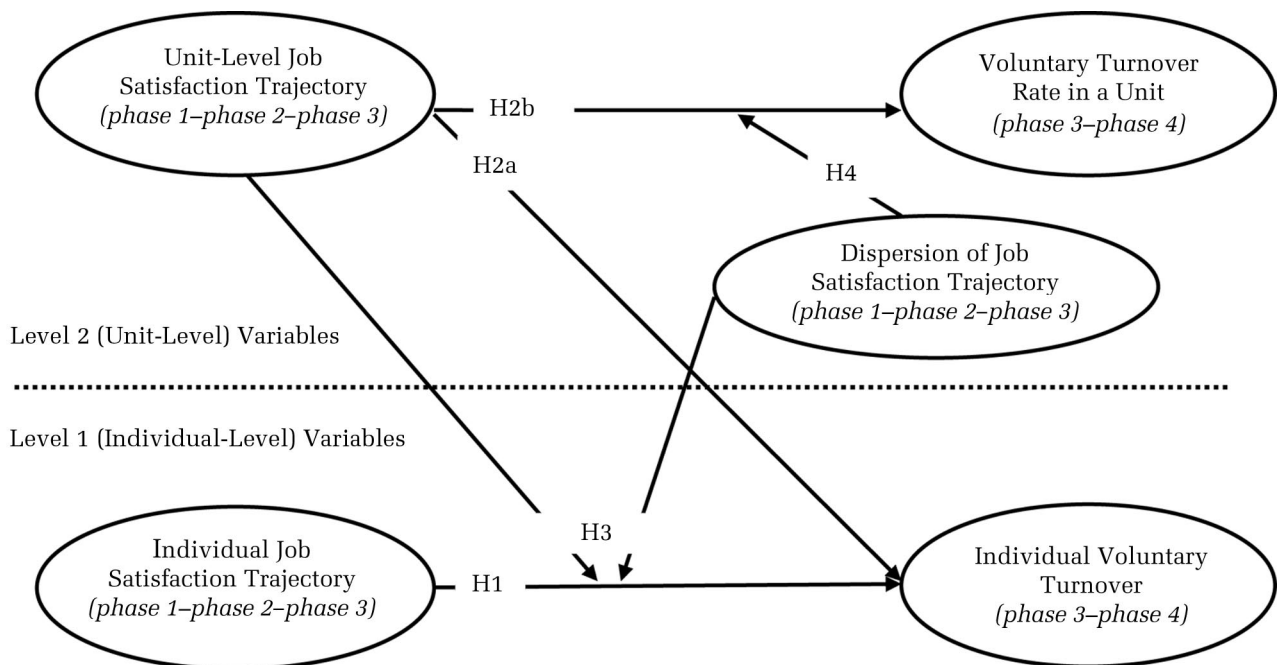 Unit-Level Job
Satisfaction Trajectory
(phase 1–phase 2–phase 3)
Voluntary Turnover
Rate in a Unit
(phase 3–phase 4)
H2b
H2a
H4
Dispersion of Job
Satisfaction Trajectory
(phase 1–phase 2–phase 3)
Level 2 (Unit-Level) Variables
Level 1 (Individual-Level) Variables
H3
Individual Job
Satisfaction Trajectory
(phase 1–phase 2–phase 3)
H1
Individual Voluntary
Turnover
(phase 3–phase 4)